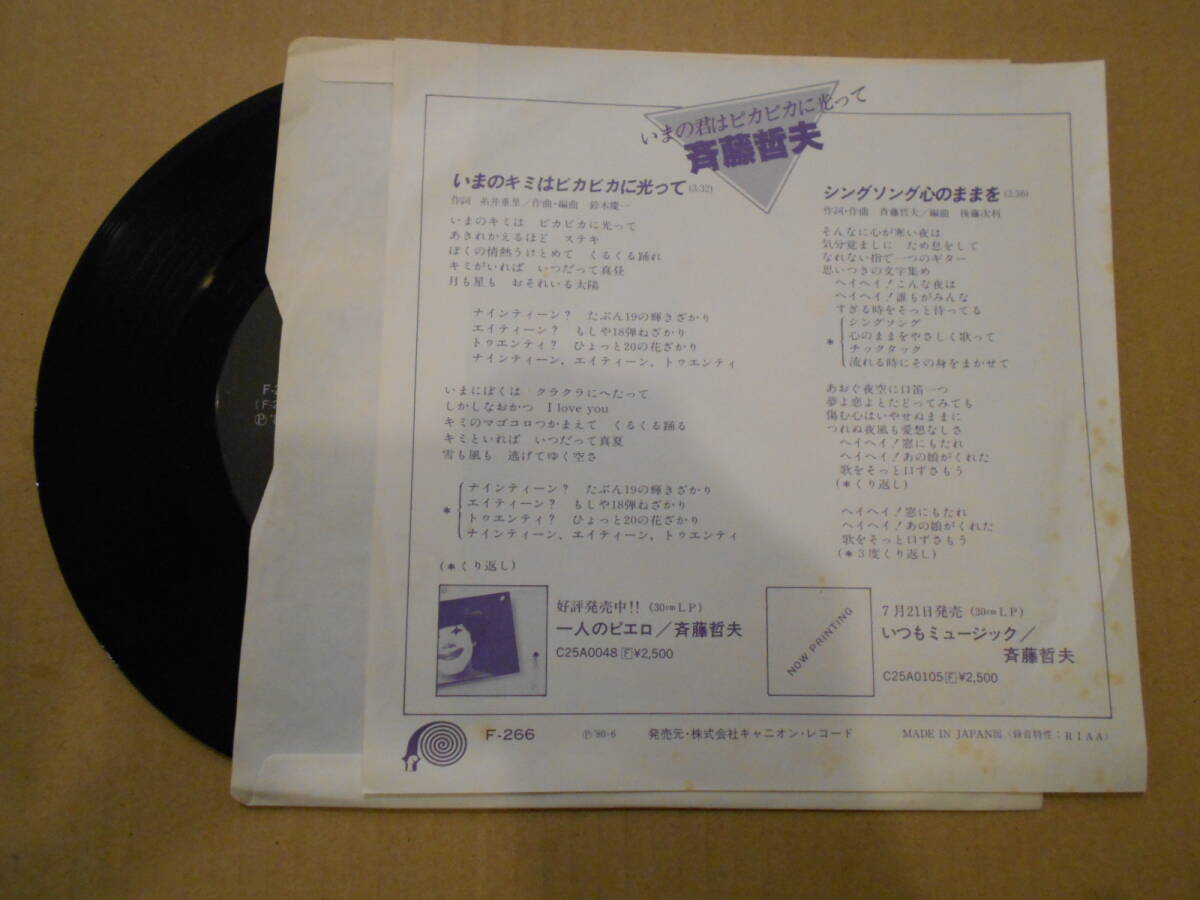 いまの君はピカピカに光って
斉藤哲夫
いまのキミはピカピカに光って(3:32)
作詞 糸井重里／作曲・編曲 鈴木慶一
いまのキミは ピカピカに光って
あきれかえるほど ステキ
ぼくの情熱うけとめて くるくる踊れ
キミがいれば いつだって真昼
月も星も おそれいる太陽
ナインティーン？ たぶん19の輝きざかり
エイティーン？ もしや18弾ねざかり
トゥエンティ？ ひょっと20の花ざかり
ナインティーン、エイティーン、トゥエンティ
いまにぼくは クラクラにへたって
しかしなおかつ I love you
キミのマゴコロつかまえて くるくる踊る
キミといれば いつだって真夏
雪も風も 逃げてゆく空さ
* ナインティーン？ たぶん19の輝きざかり
エイティーン？ もしや18弾ねざかり
トゥエンティ？ ひょっと20の花ざかり
ナインティーン、エイティーン、トゥエンティ
(*くり返し)
シングソング心のままを(3:36)
作詞・作曲 斉藤哲夫／編曲 後藤次利
そんなに心が寒い夜は
気分覚ましに ため息をして
なれない指で一つのギター
思いつきの文字集め
ヘイヘイ！こんな夜は
ヘイヘイ！誰もがみんな
すぎる時をそっと待ってる
* シングソング
心のままをやさしく歌って
チックタック
流れる時にその身をまかせて
あおぐ夜空に口笛一つ
夢よ恋よとたどってみても
傷む心はいやせぬままに
つれぬ夜風も愛想なしさ
ヘイヘイ！窓にもたれ
ヘイヘイ！あの娘がくれた
歌をそっと口ずさもう
(*くり返し)
ヘイヘイ！窓にもたれ
ヘイヘイ！あの娘がくれた
歌をそっと口ずさもう
(*3度くり返し)
好評発売中!!(30cmLP)
一人のピエロ／斉藤哲夫
C25A0048 F ¥2,500
NOW PRINTING
7月21日発売(30cmLP)
いつもミュージック／
斉藤哲夫
C25A0105 F ¥2,500
F-266 Ⓟ'80・6 発売元・株式会社キャニオン・レコード MADE IN JAPAN (録音特性：RIAA)